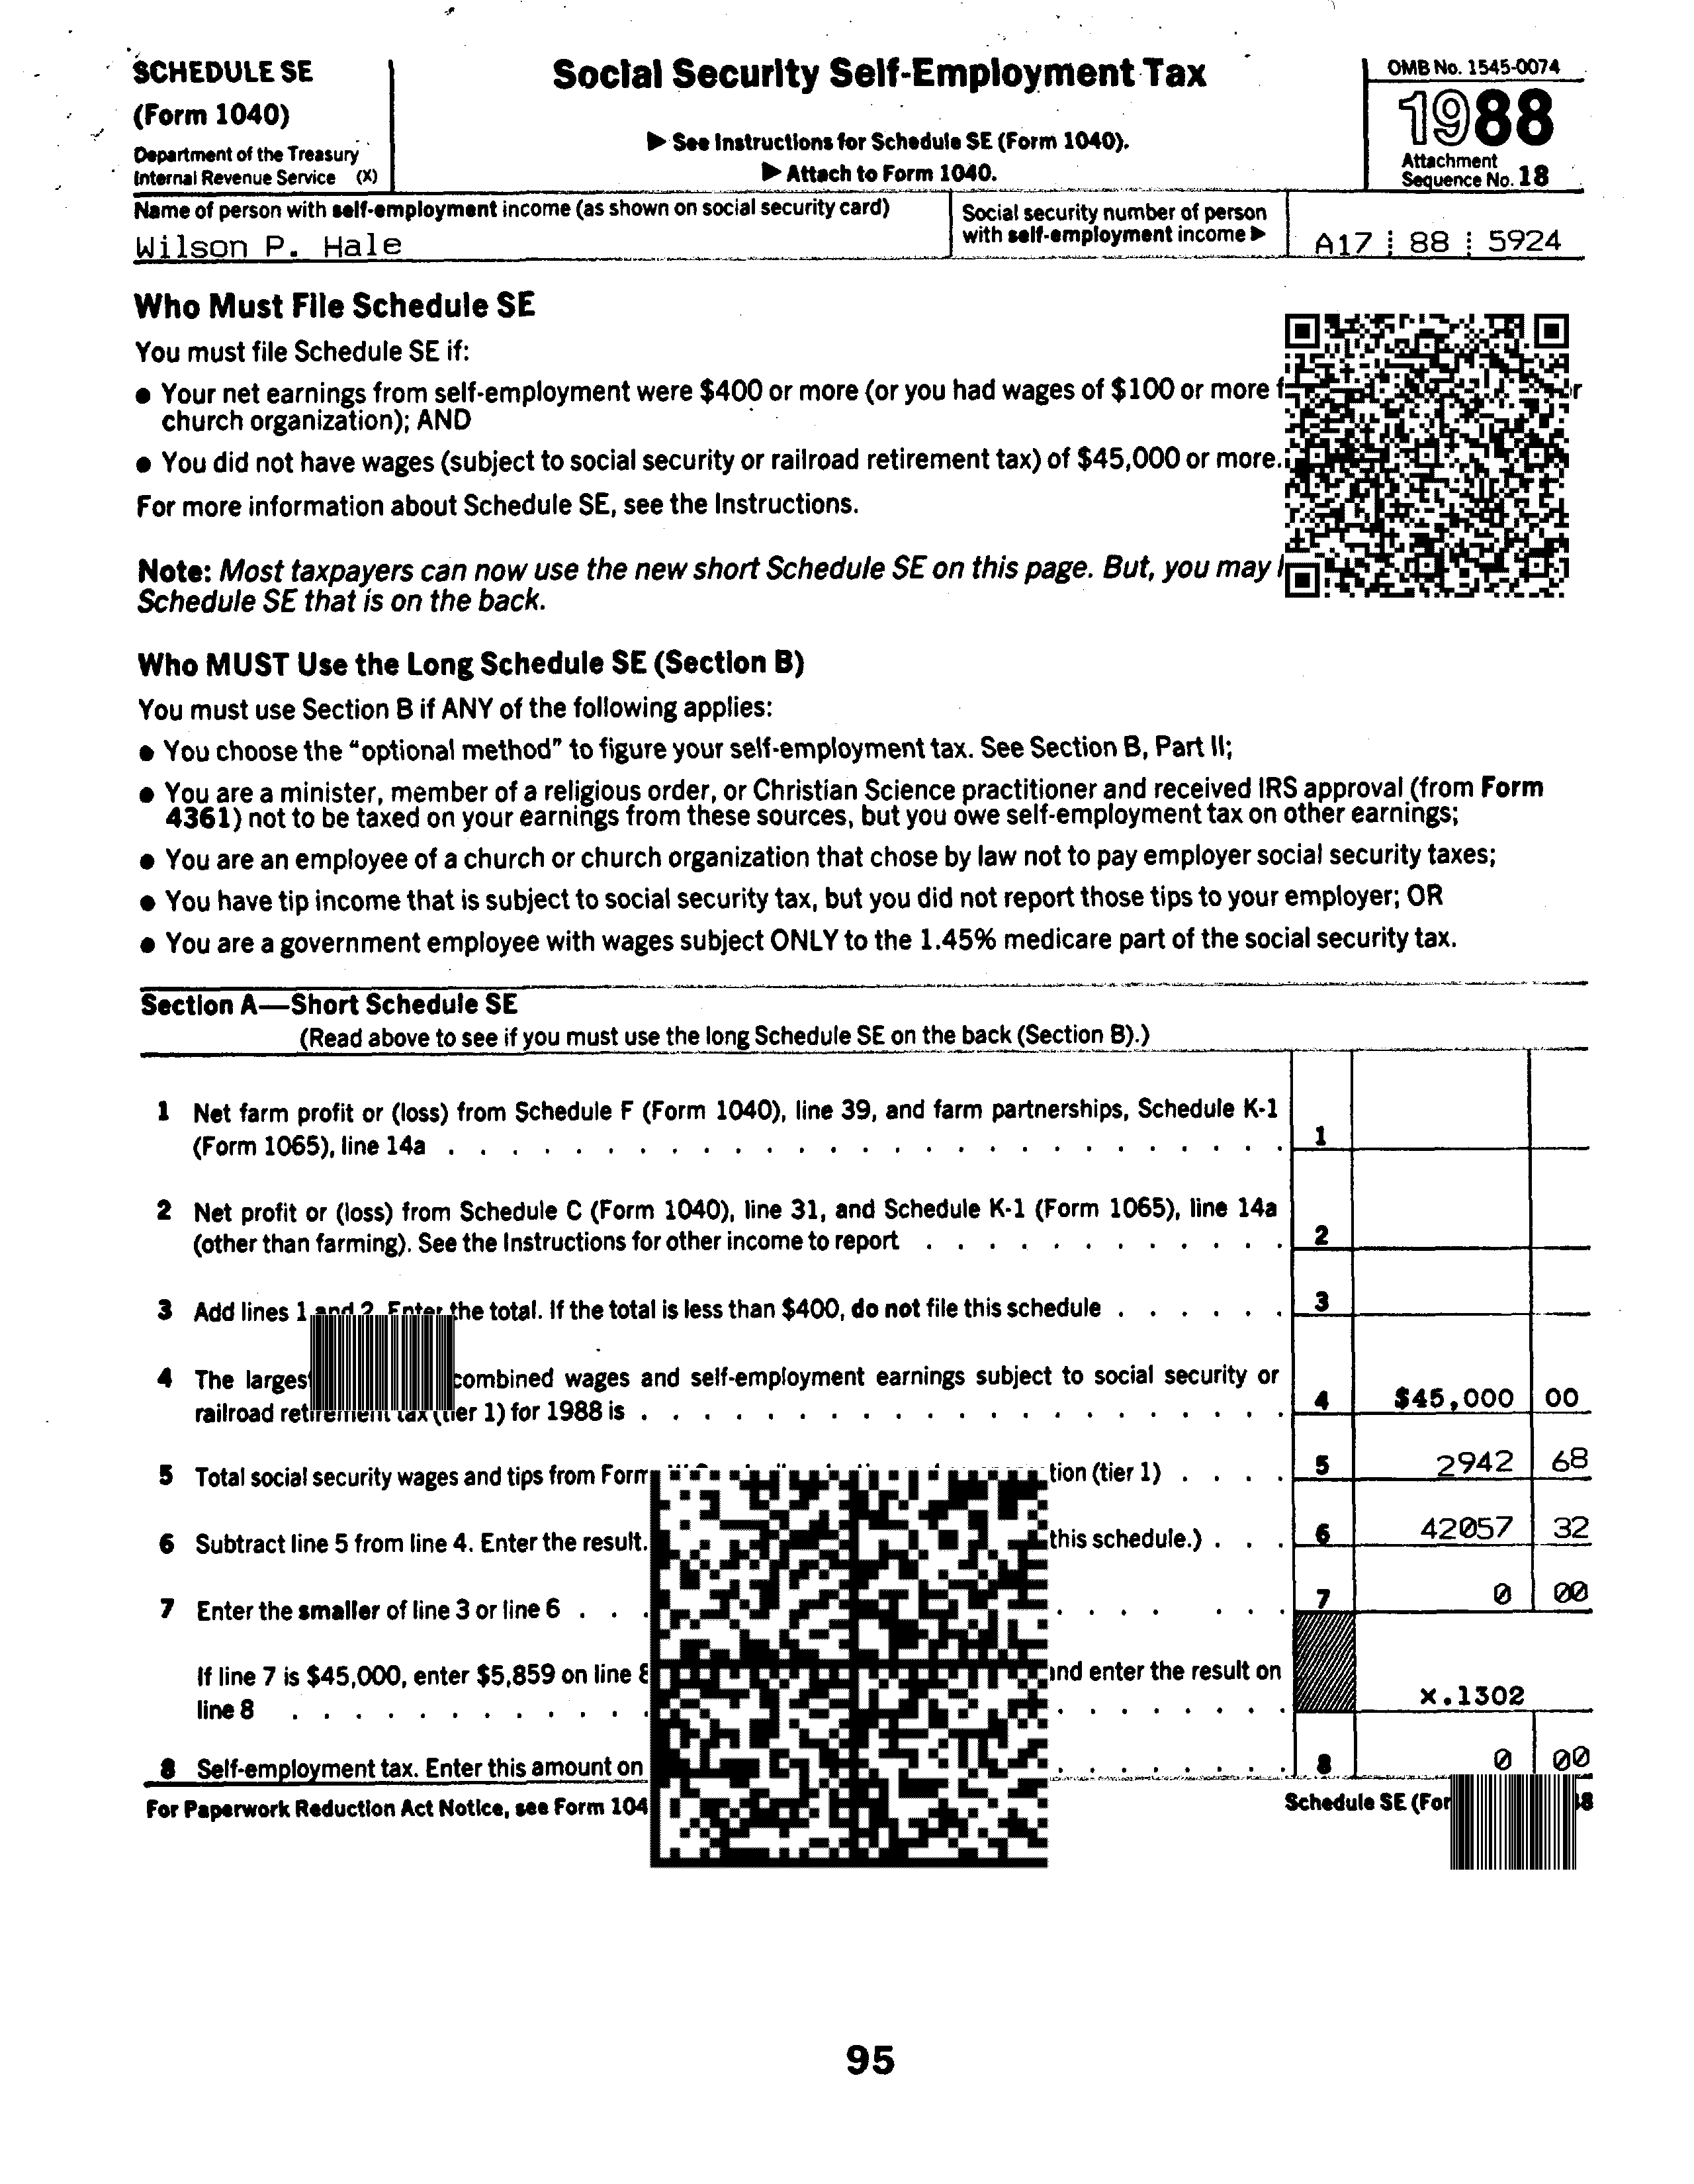 SCHEDULE SE
(Form 1040)
Department of the Treasury
Internal Revenue Service (X)
Social Security Self-Employment Tax
▶ See Instructions for Schedule SE (Form 1040).
▶ Attach to Form 1040.
OMB No. 1545-0074
1988
Attachment
Sequence No. 18
Name of person with self-employment income (as shown on social security card)
Wilson P. Hale
Social security number of person
with self-employment income ▶
A17 88 5924
Who Must File Schedule SE
You must file Schedule SE if:
● Your net earnings from self-employment were $400 or more (or you had wages of $100 or more
church organization); AND
● You did not have wages (subject to social security or railroad retirement tax) of $45,000 or more.
For more information about Schedule SE, see the Instructions.
Note: Most taxpayers can now use the new short Schedule SE on this page. But, you may
Schedule SE that is on the back.
Who MUST Use the Long Schedule SE (Section B)
You must use Section B if ANY of the following applies:
● You choose the "optional method" to figure your self-employment tax. See Section B, Part II;
● You are a minister, member of a religious order, or Christian Science practitioner and received IRS approval (from Form
4361) not to be taxed on your earnings from these sources, but you owe self-employment tax on other earnings;
● You are an employee of a church or church organization that chose by law not to pay employer social security taxes;
● You have tip income that is subject to social security tax, but you did not report those tips to your employer; OR
● You are a government employee with wages subject ONLY to the 1.45% medicare part of the social security tax.
Section A—Short Schedule SE
(Read above to see if you must use the long Schedule SE on the back (Section B).)
1 Net farm profit or (loss) from Schedule F (Form 1040), line 39, and farm partnerships, Schedule K-1
(Form 1065), line 14a . . . 1
2 Net profit or (loss) from Schedule C (Form 1040), line 31, and Schedule K-1 (Form 1065), line 14a
(other than farming). See the Instructions for other income to report . . . 2
3 Add lines 1 and 2. Enter the total. If the total is less than $400, do not file this schedule . . . 3
4 The largest combined wages and self-employment earnings subject to social security or
railroad retirement tax (tier 1) for 1988 is . . . 4 $45,000 00
5 Total social security wages and tips from tion (tier 1) . . . 5 2942 68
6 Subtract line 5 from line 4. Enter the result. this schedule.) . . . 6 42057 32
7 Enter the smaller of line 3 or line 6 . . . 7 0 00
If line 7 is $45,000, enter $5,859 on line and enter the result on
line 8 . . . x.1302
8 Self-employment tax. Enter this amount on . . . 8 0 00
For Paperwork Reduction Act Notice, see Form 104 Schedule SE (For 88
95